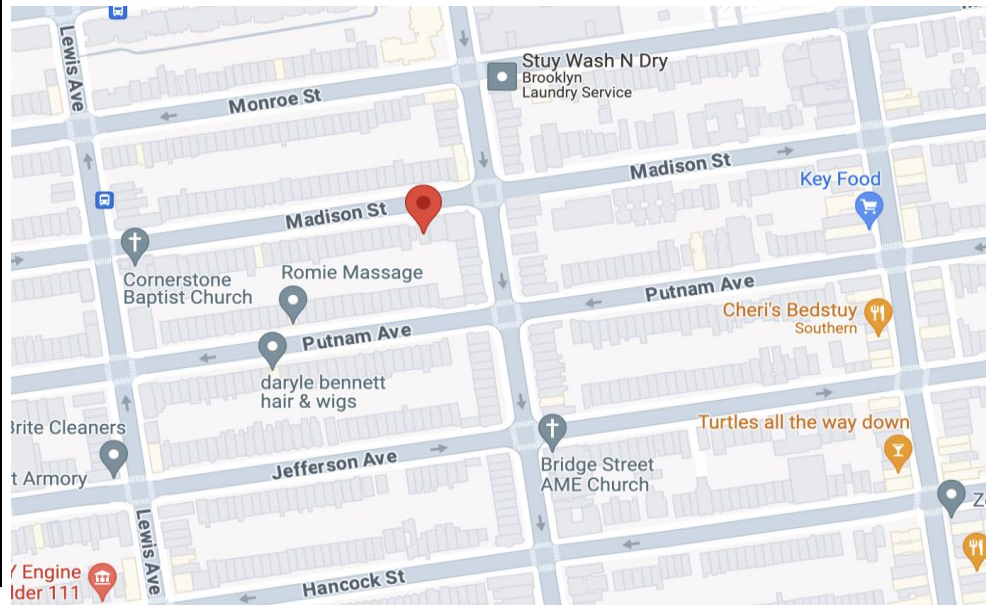 Lewis Ave
Stuy Wash N Dry
Brooklyn
Laundry Service
Monroe St
Madison St
Key Food
Madison St
Cornerstone
Baptist Church
Romie Massage
Putnam Ave
Cheri's Bedstuy
Southern
Putnam Ave
daryle bennett
hair & wigs
Brite Cleaners
t Armory
Turtles all the way down
Jefferson Ave
Bridge Street
AME Church
Lewis Ave
Z
Y Engine
lder 111
Hancock St